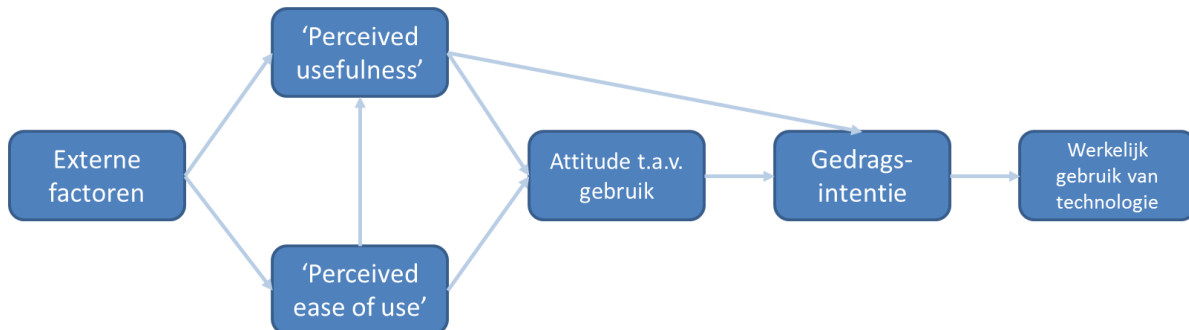 ‘Perceived
usefulness’
Externe
factoren
Attitude t.a.v.
gebruik
Gedrags-
intentie
Werkelijk
gebruik van
technologie
‘Perceived
ease of use’